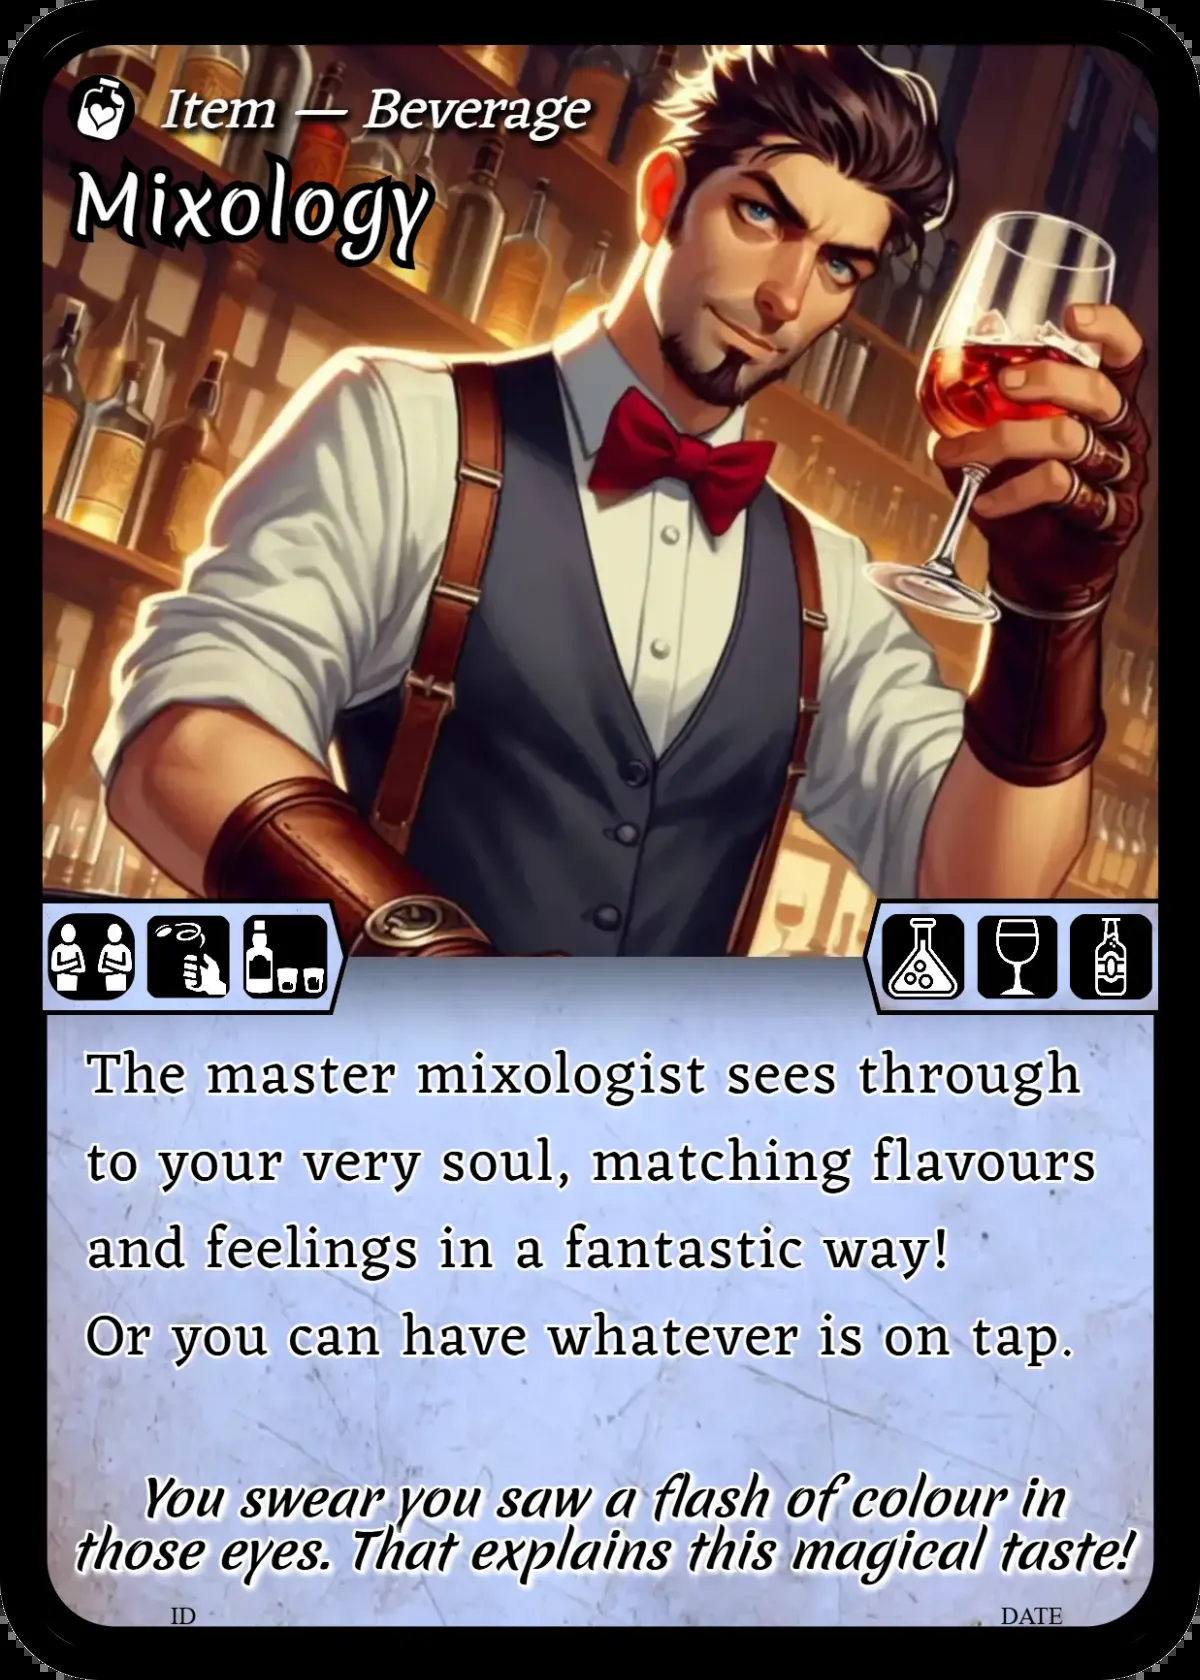 Item — Beverage
Mixology
The master mixologist sees through
to your very soul, matching flavours
and feelings in a fantastic way!
Or you can have whatever is on tap.
You swear you saw a flash of colour in
those eyes. That explains this magical taste!
ID
DATE